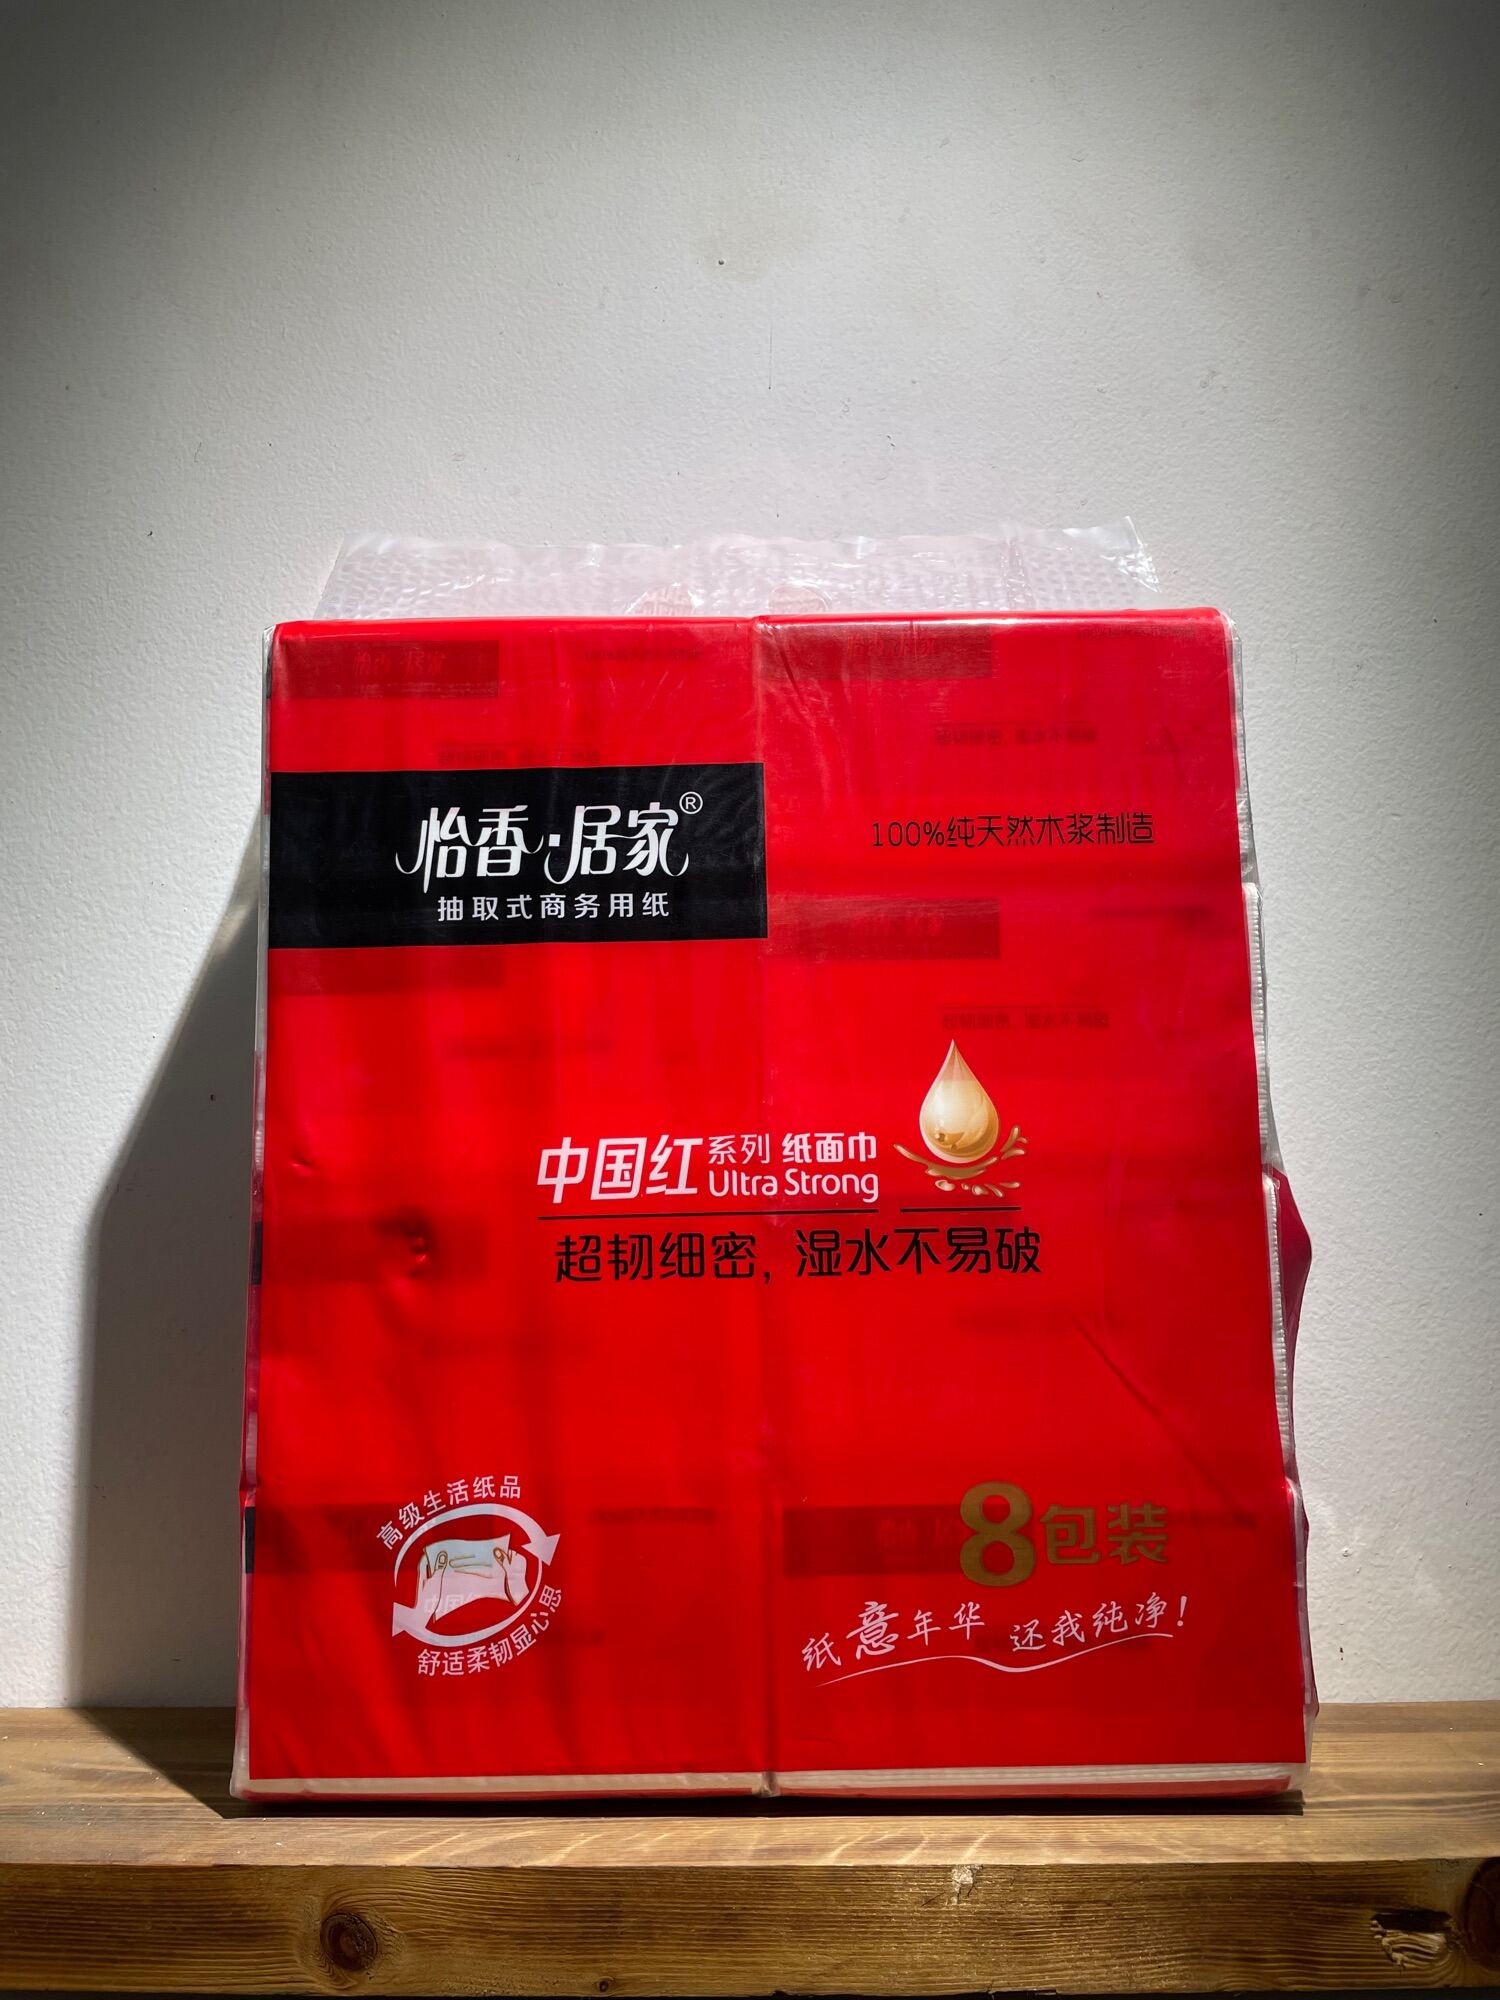 怡香·居家®
抽取式商务用纸
100%纯天然木浆制造
中国红系列 纸面巾
Ultra Strong
超韧细密，湿水不易破
高级生活纸品
舒适柔韧显心思
8包装
纸意年华 还我纯净！